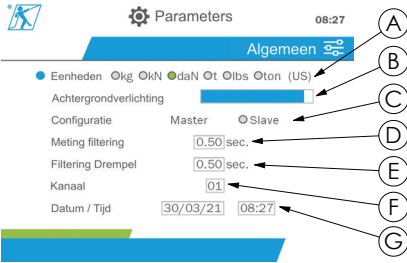 Parameters 08:27
Algemeen
Eenheden kg kN daN t lbs ton (US)
Achtergrondverlichting
Configuratie Master Slave
Meting filtering 0.50 sec.
Filtering Drempel 0.50 sec.
Kanaal 01
Datum / Tijd 30/03/21 08:27
A
B
C
D
E
F
G